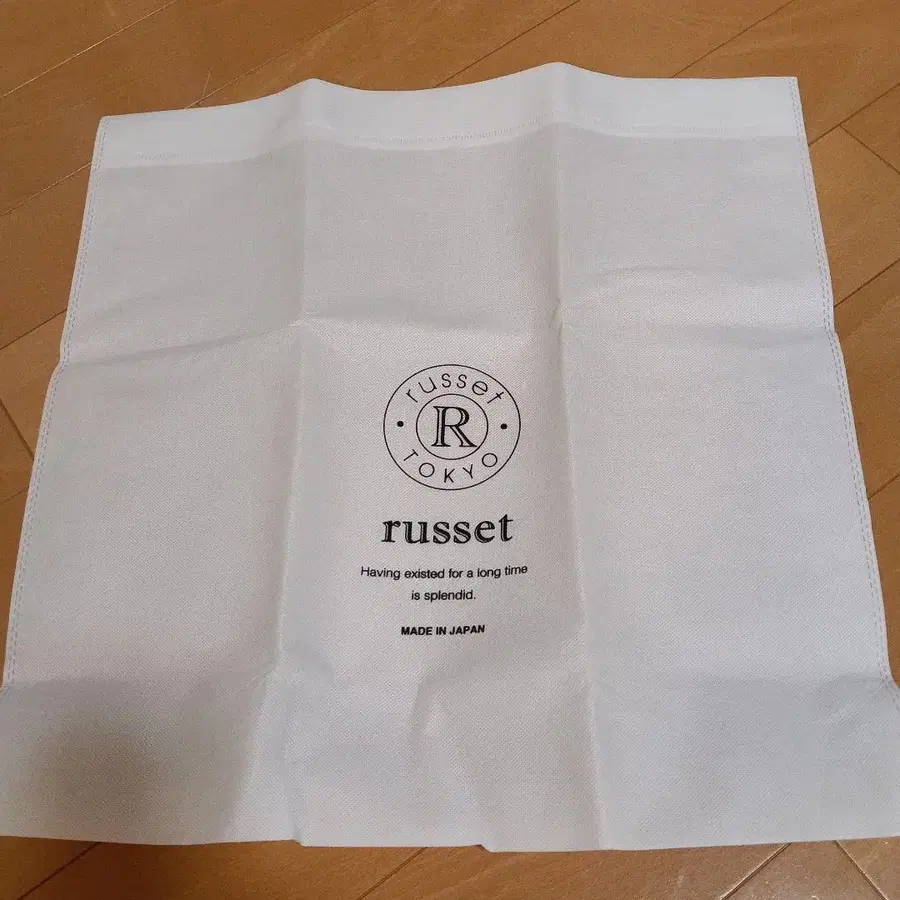 russet
R
TOKYO
russet
Having existed for a long time
is splendid.
MADE IN JAPAN